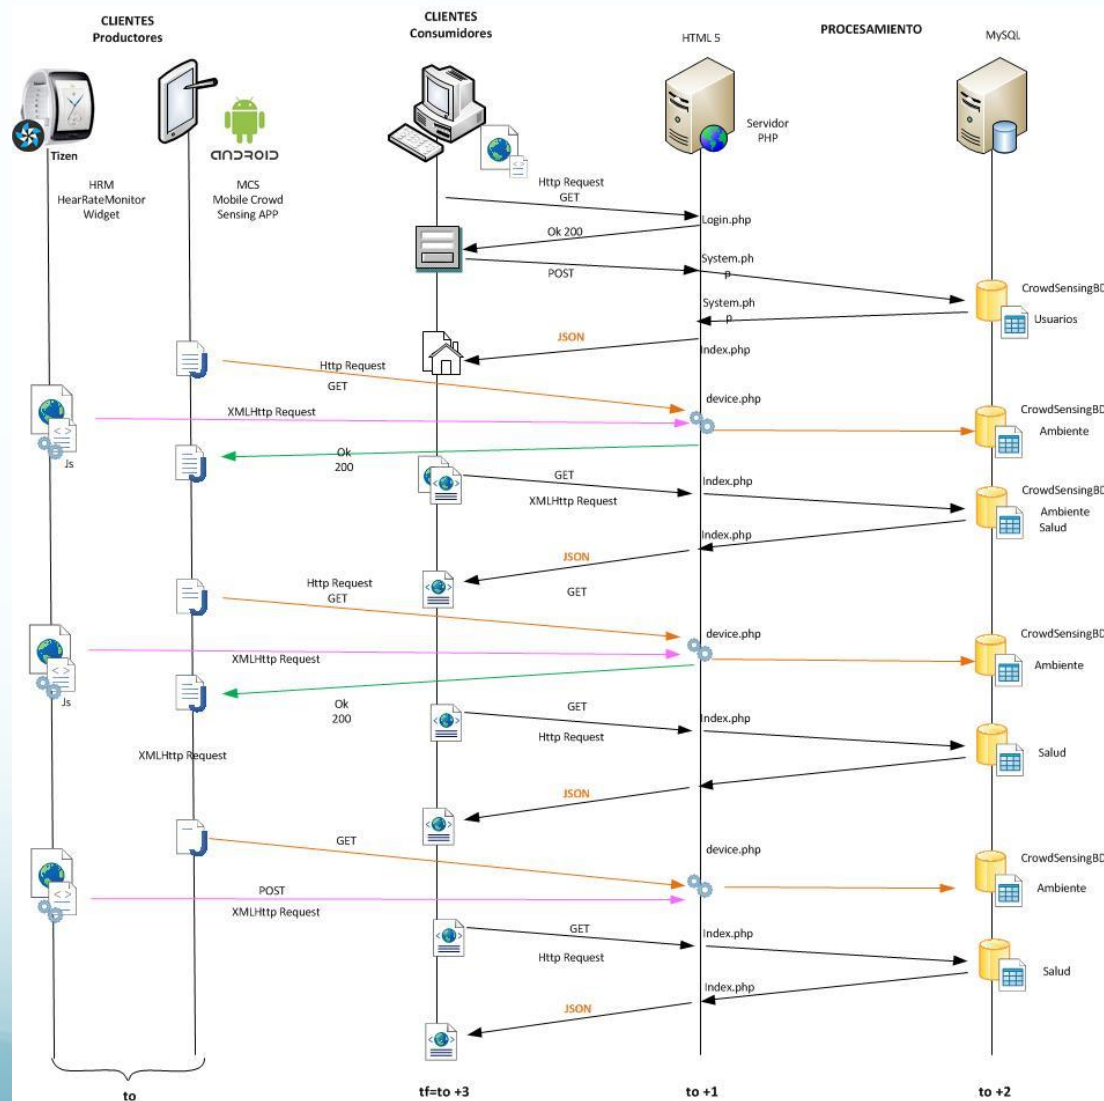 CLIENTES
Productores
CLIENTES
Consumidores
HTML 5
PROCESAMIENTO
MySQL
Tizen
ANDROID
Servidor
PHP
HRM
HearRateMonitor
Widget
MCS
Mobile Crowd
Sensing APP
Http Request
GET
Login.php
Ok 200
POST
System.ph
p
CrowdSensingBD
Usuarios
System.ph
p
JSON
Index.php
Http Request
GET
device.php
XMLHttp Request
CrowdSensingBD
Ambiente
Js
Ok
200
GET
XMLHttp Request
Index.php
CrowdSensingBD
Ambiente
Salud
Index.php
JSON
GET
Http Request
GET
device.php
XMLHttp Request
CrowdSensingBD
Ambiente
Js
Ok
200
GET
Http Request
Index.php
Salud
XMLHttp Request
JSON
GET
device.php
CrowdSensingBD
Ambiente
POST
XMLHttp Request
GET
Http Request
Index.php
Salud
Index.php
JSON
to
tf=to +3
to +1
to +2